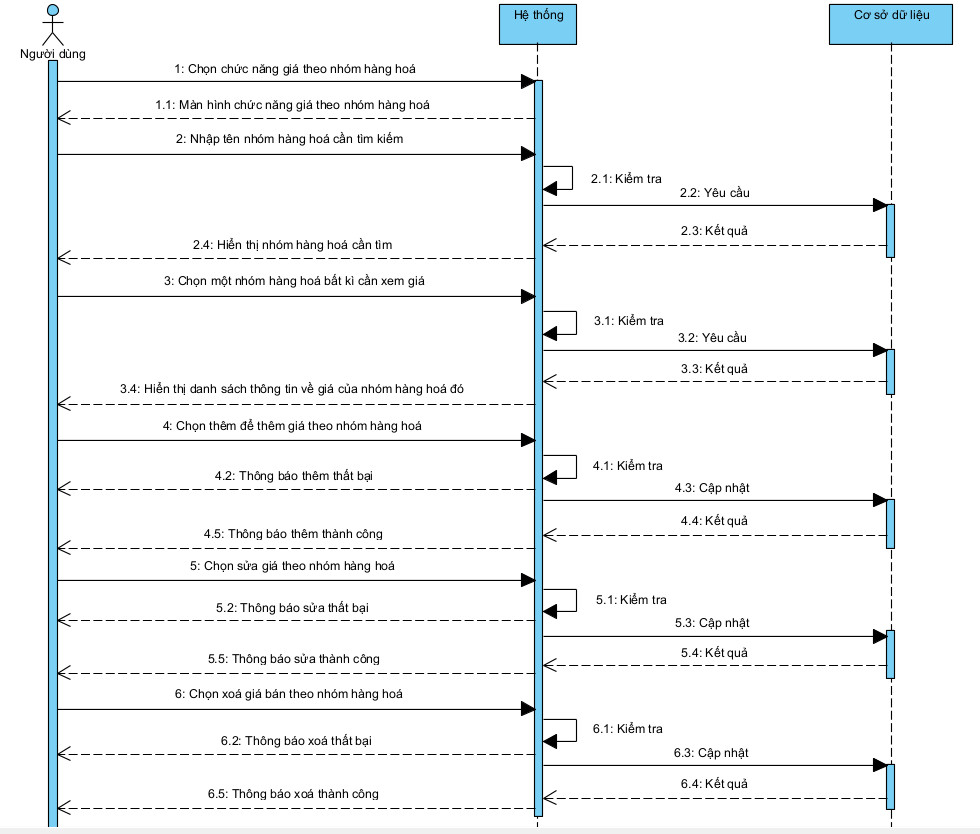 Hệ thống
Cơ sở dữ liệu
Người dùng
1: Chọn chức năng giá theo nhóm hàng hoá
1.1: Màn hình chức năng giá theo nhóm hàng hoá
2: Nhập tên nhóm hàng hoá cần tìm kiếm
2.1: Kiểm tra
2.2: Yêu cầu
2.3: Kết quả
2.4: Hiển thị nhóm hàng hoá cần tìm
3: Chọn một nhóm hàng hoá bất kì cần xem giá
3.1: Kiểm tra
3.2: Yêu cầu
3.3: Kết quả
3.4: Hiển thị danh sách thông tin về giá của nhóm hàng hoá đó
4: Chọn thêm để thêm giá theo nhóm hàng hoá
4.1: Kiểm tra
4.2: Thông báo thêm thất bại
4.3: Cập nhật
4.4: Kết quả
4.5: Thông báo thêm thành công
5: Chọn sửa giá theo nhóm hàng hoá
5.1: Kiểm tra
5.2: Thông báo sửa thất bại
5.3: Cập nhật
5.4: Kết quả
5.5: Thông báo sửa thành công
6: Chọn xoá giá bán theo nhóm hàng hoá
6.1: Kiểm tra
6.2: Thông báo xoá thất bại
6.3: Cập nhật
6.4: Kết quả
6.5: Thông báo xoá thành công